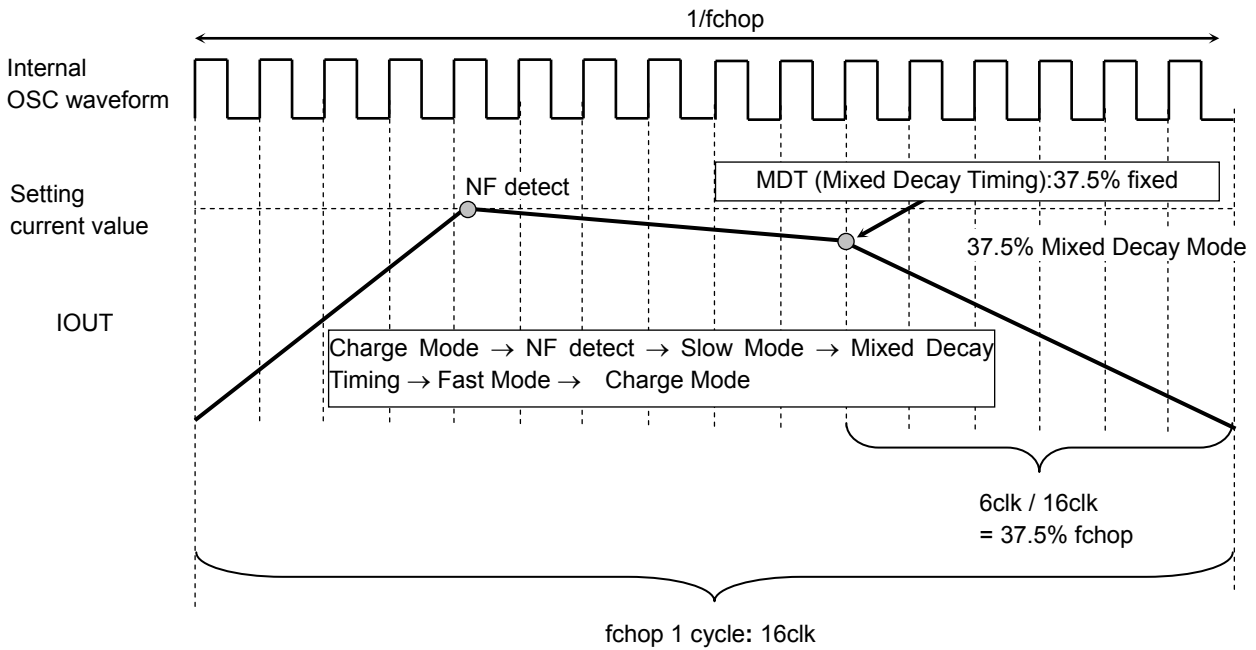 1/fchop
Internal
OSC waveform
Setting
current value
NF detect
MDT (Mixed Decay Timing):37.5% fixed
37.5% Mixed Decay Mode
IOUT
Charge Mode → NF detect → Slow Mode → Mixed Decay
Timing → Fast Mode → Charge Mode
6clk / 16clk
= 37.5% fchop
fchop 1 cycle: 16clk